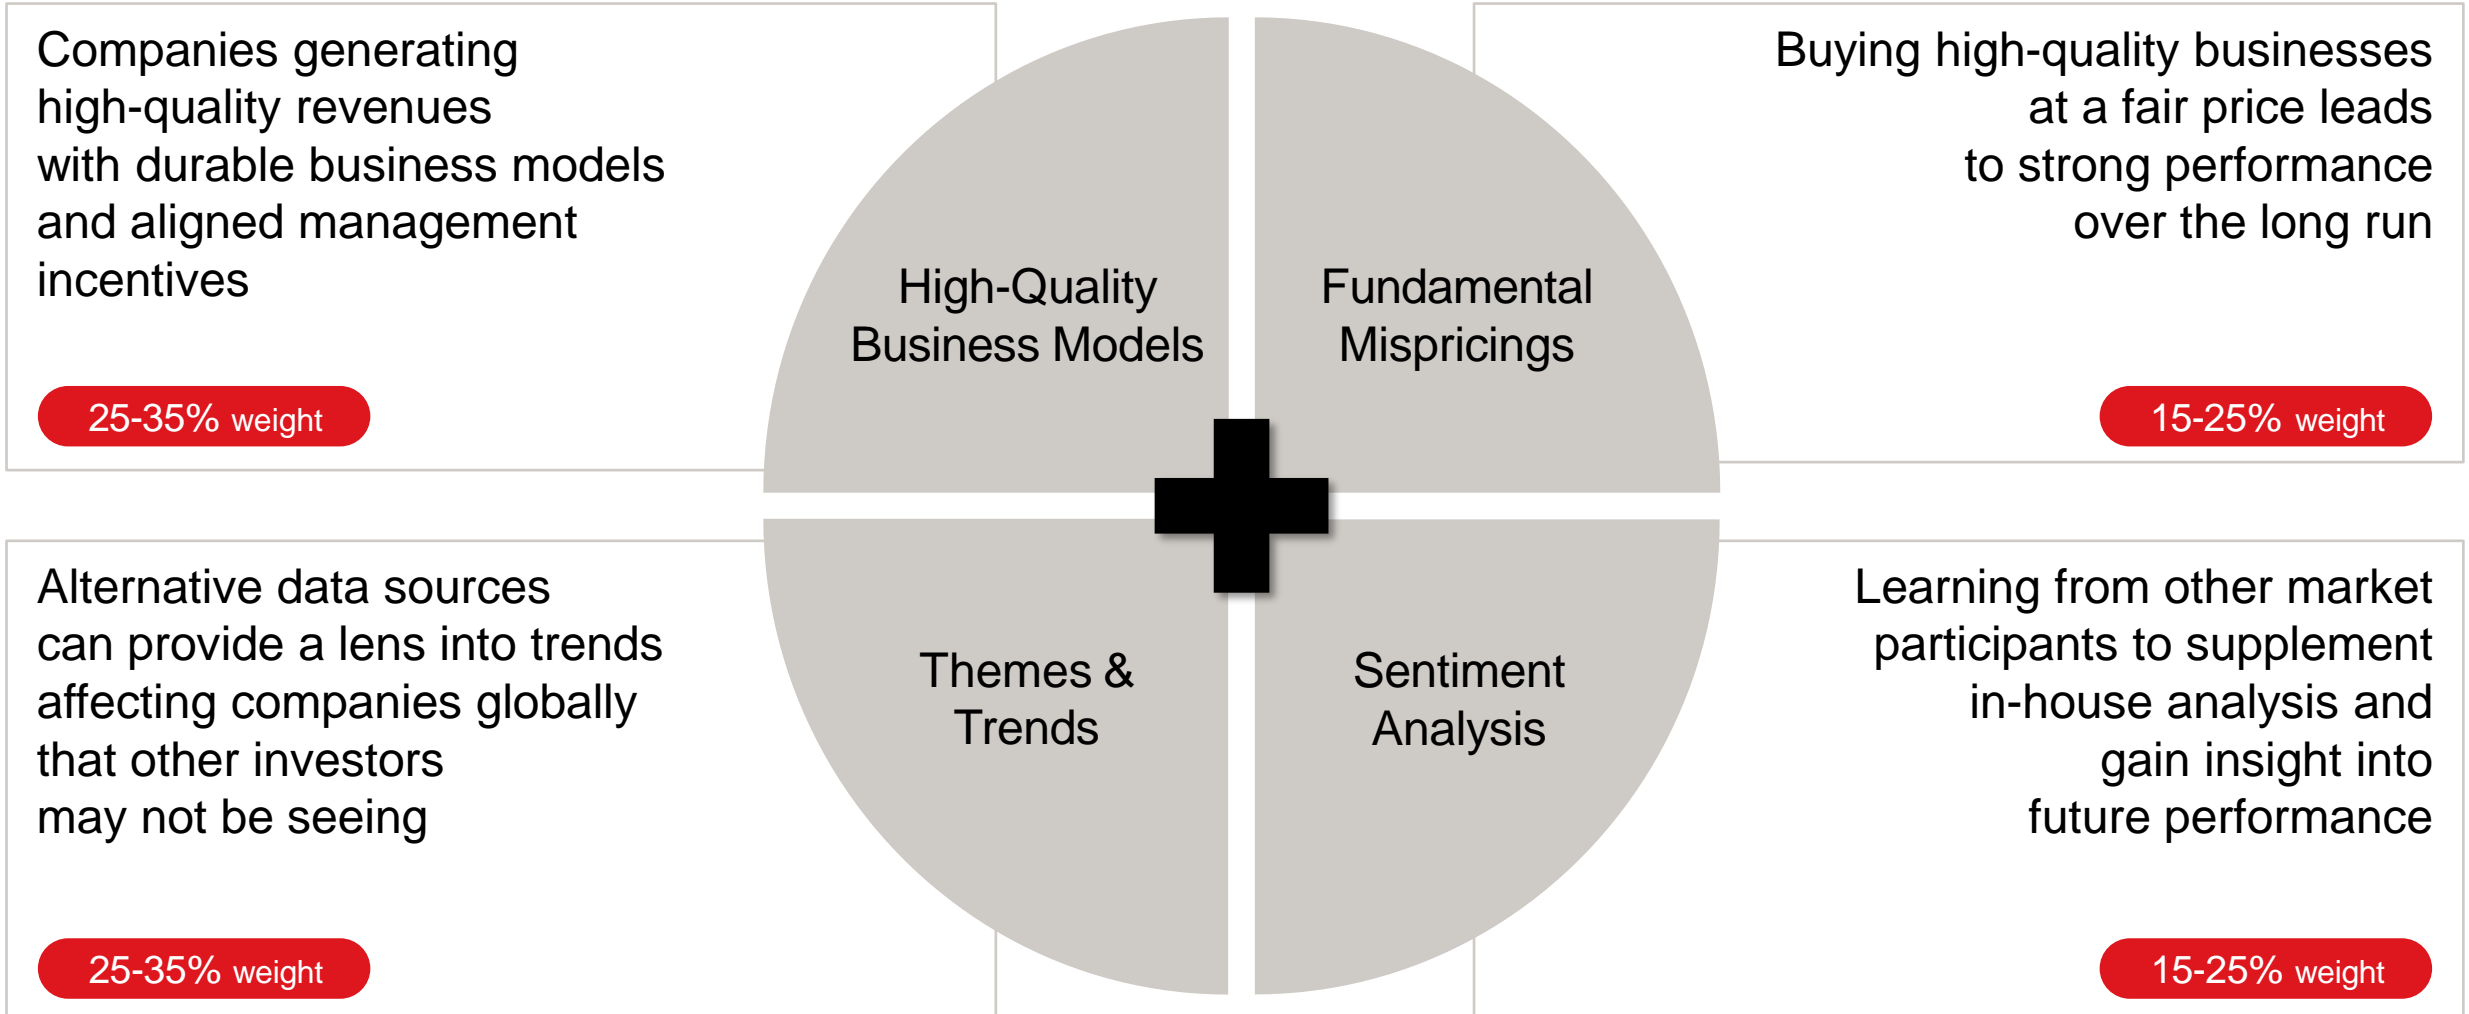 Companies generating
high-quality revenues
with durable business models
and aligned management
incentives
25-35% weight
High-Quality
Business Models
Fundamental
Mispricings
Buying high-quality businesses
at a fair price leads
to strong performance
over the long run
15-25% weight
Alternative data sources
can provide a lens into trends
affecting companies globally
that other investors
may not be seeing
25-35% weight
Themes &
Trends
Sentiment
Analysis
Learning from other market
participants to supplement
in-house analysis and
gain insight into
future performance
15-25% weight